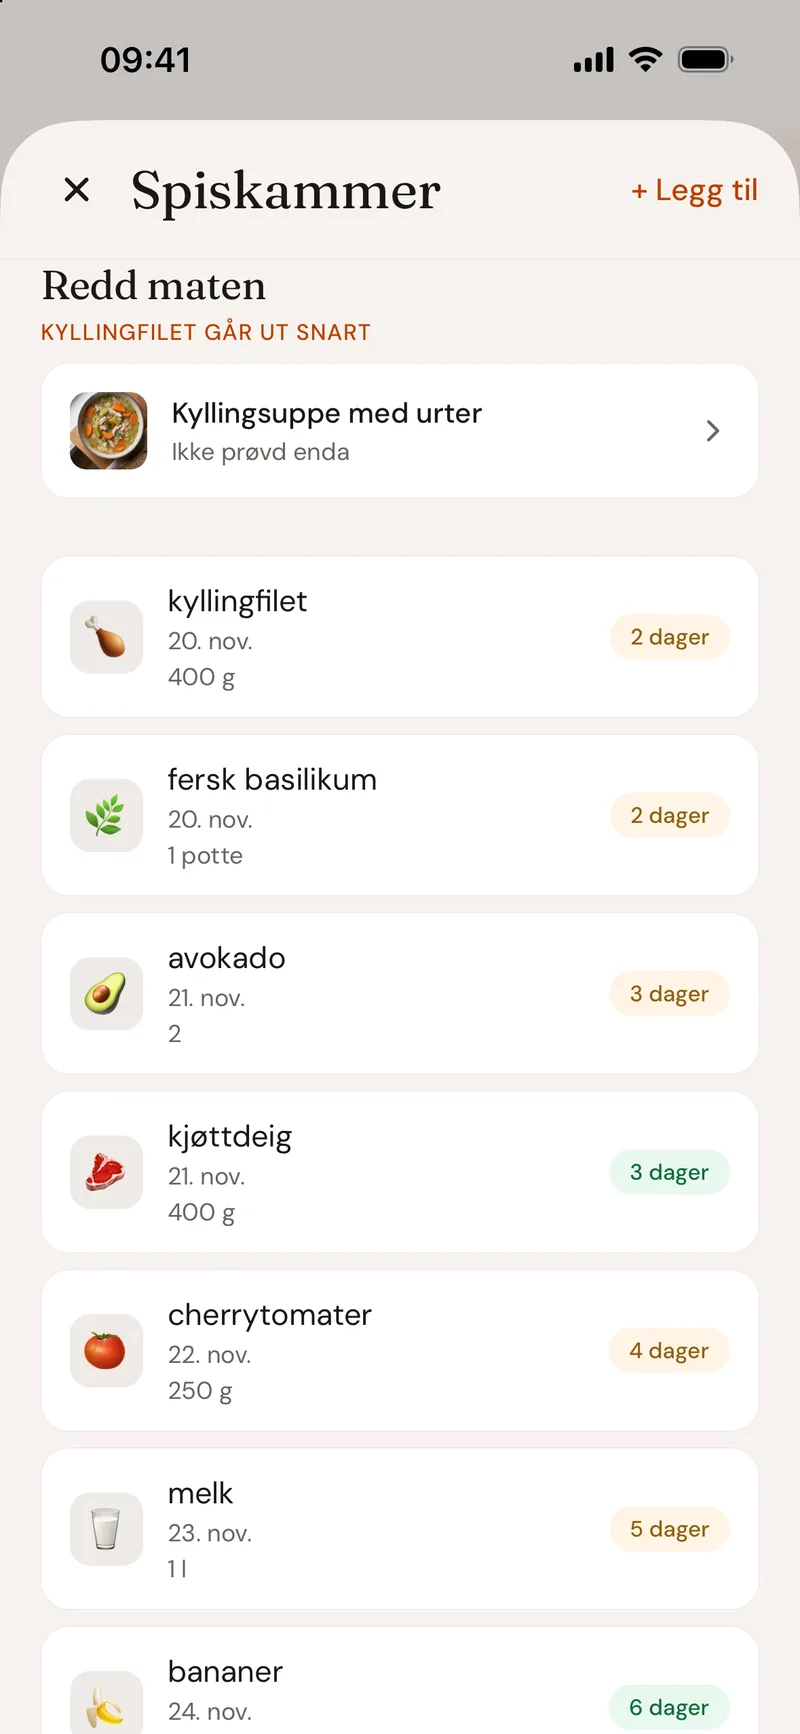 09:41
Spiskammer
+ Legg til
Redd maten
KYLLINGFILET GÅR UT SNART
Kyllingsuppe med urter
Ikke prøvd enda
kyllingfilet
20. nov.
400 g
2 dager
fersk basilikum
20. nov.
1 potte
2 dager
avokado
21. nov.
2
3 dager
kjøttdeig
21. nov.
400 g
3 dager
cherrytomater
22. nov.
250 g
4 dager
melk
23. nov.
1 l
5 dager
bananer
24. nov.
6 dager